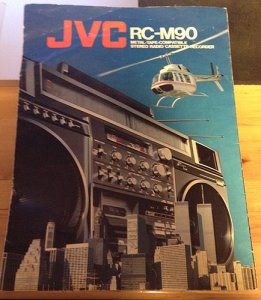 JVC RC-M90
METAL-TAPE-COMPATIBLE
STEREO RADIO CASSETTE RECORDER